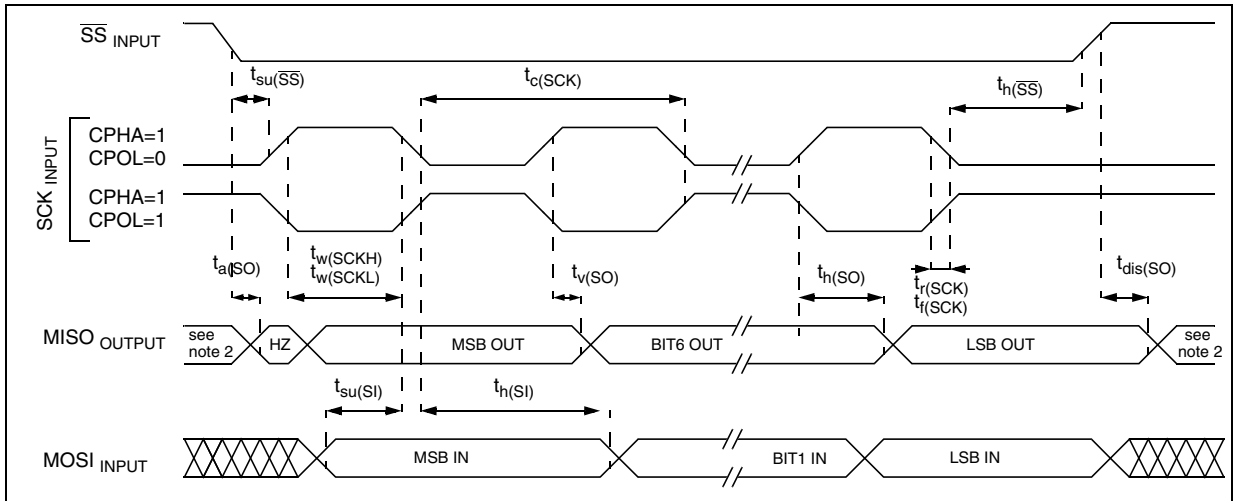 SS INPUT
tsu(SS)
tc(SCK)
th(SS)
SCK INPUT
CPHA=1
CPOL=0
CPHA=1
CPOL=1
ta(SO)
tw(SCKH)
tw(SCKL)
tv(SO)
th(SO)
tr(SCK)
tf(SCK)
tdis(SO)
MISO OUTPUT
see
note 2
HZ
MSB OUT
BIT6 OUT
LSB OUT
see
note 2
tsu(SI)
th(SI)
MOSI INPUT
MSB IN
BIT1 IN
LSB IN